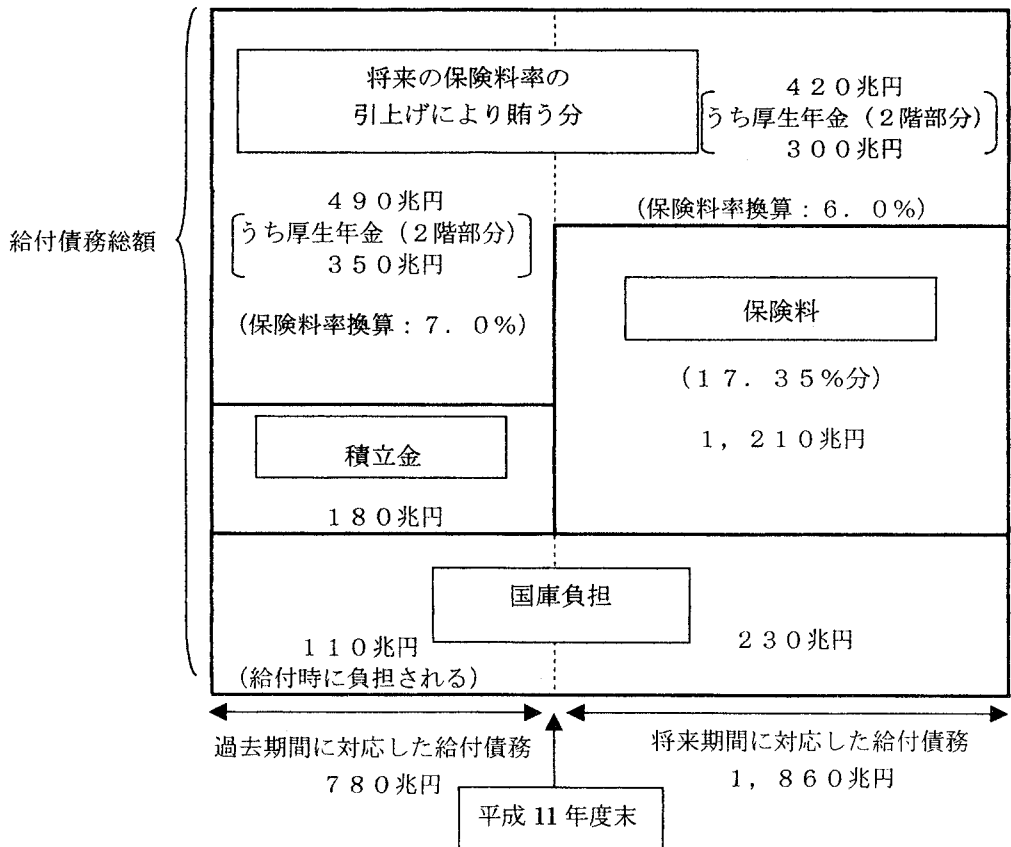 給付債務総額
将来の保険料率の
引上げにより賄う分
420兆円
うち厚生年金(2階部分)
300兆円
(保険料率換算:6.0%)
490兆円
うち厚生年金(2階部分)
350兆円
(保険料率換算:7.0%)
保険料
(17.35%分)
1,210兆円
積立金
180兆円
国庫負担
110兆円
(給付時に負担される)
230兆円
過去期間に対応した給付債務
780兆円
将来期間に対応した給付債務
1,860兆円
平成11年度末